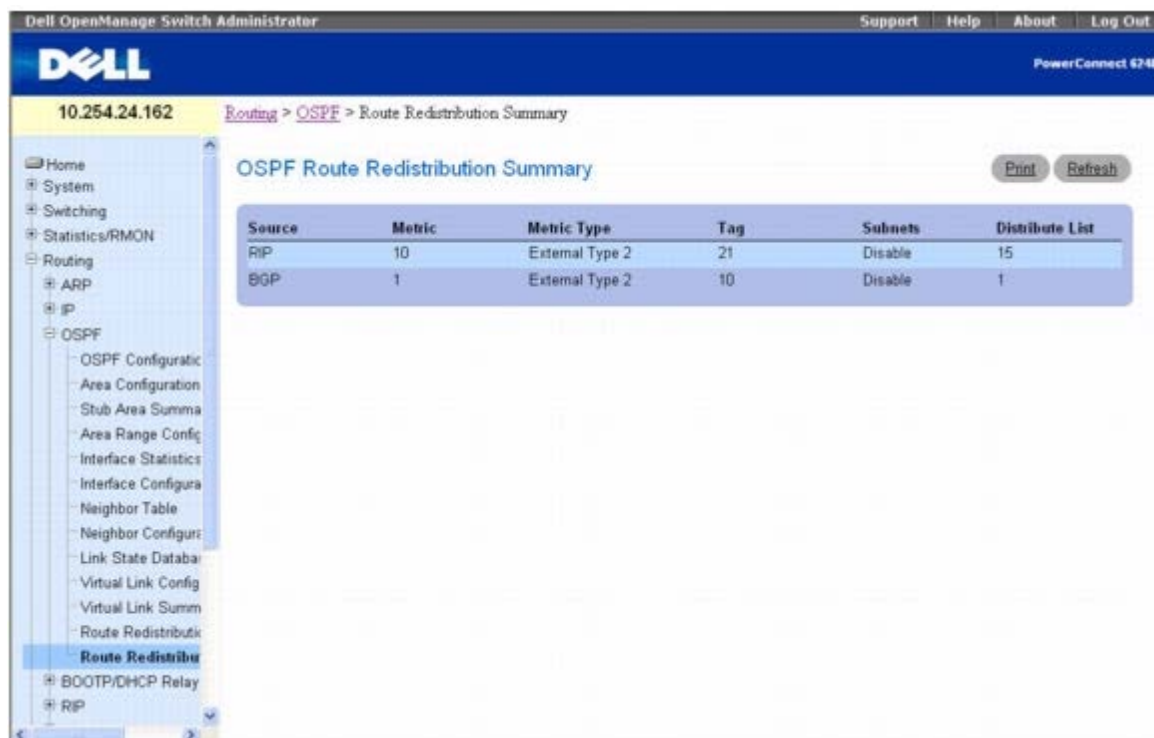 Dell OpenManage Switch Administrator Support Help About Log Out
DELL
PowerConnect 6248
10.254.24.162
Routing > OSPF > Route Redistribution Summary
Home
System
Switching
Statistics/RMON
Routing
ARP
IP
OSPF
OSPF Configuratic
Area Configuration
Stub Area Summa
Area Range Config
Interface Statistics
Interface Configura
Neighbor Table
Neighbor Configura
Link State Databa
Virtual Link Config
Virtual Link Summ
Route Redistributic
Route Redistribu
BOOTP/DHCP Relay
RIP
OSPF Route Redistribution Summary
Print Refresh
Source Metric Metric Type Tag Subnets Distribute List
RIP 10 External Type 2 21 Disable 15
BGP 1 External Type 2 10 Disable 1